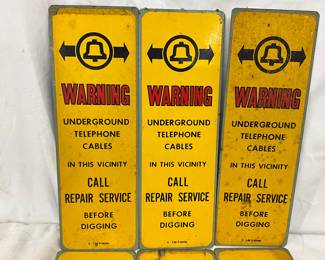 WARNING
UNDERGROUND
TELEPHONE
CABLES
IN THIS VICINITY
CALL
REPAIR SERVICE
BEFORE
DIGGING
WARNING
UNDERGROUND
TELEPHONE
CABLES
IN THIS VICINITY
CALL
REPAIR SERVICE
BEFORE
DIGGING
WARNING
UNDERGROUND
TELEPHONE
CABLES
IN THIS VICINITY
CALL
REPAIR SERVICE
BEFORE
DIGGING